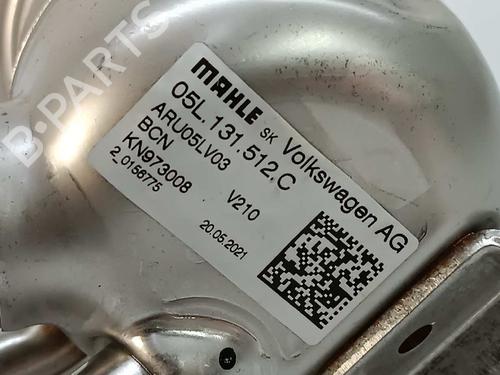 MAHLE SK Volkswagen AG
05L.131.512.C
ARU05LV03
BCN V210
KN973008
2_0156775 20.05.2021
B-PARTS